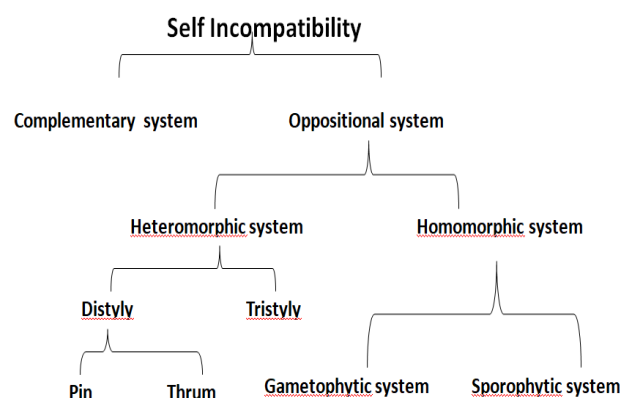 Self Incompatibility
Complementary system
Oppositional system
Heteromorphic system
Homomorphic system
Distyly
Tristyly
Pin
Thrum
Gametophytic system
Sporophytic system